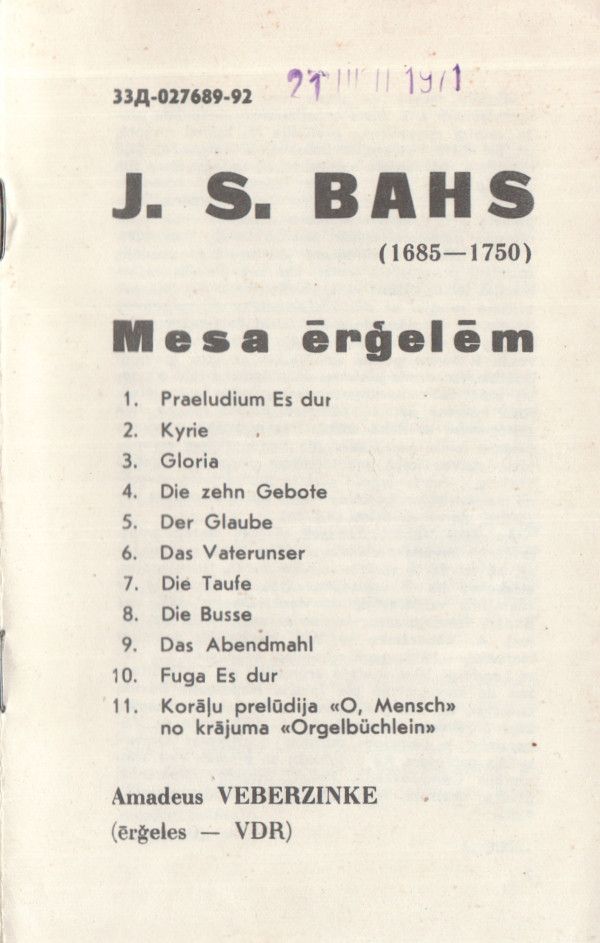 33Д-027689-92
J. S. BAHS
(1685—1750)
Mesa ērģelēm
1. Praeludium Es dur
2. Kyrie
3. Gloria
4. Die zehn Gebote
5. Der Glaube
6. Das Vaterunser
7. Die Taufe
8. Die Busse
9. Das Abendmahl
10. Fuga Es dur
11. Korāļu prelūdija «O, Mensch»
no krājuma «Orgelbüchlein»
Amadeus VEBERZINKE
(ērģeles — VDR)